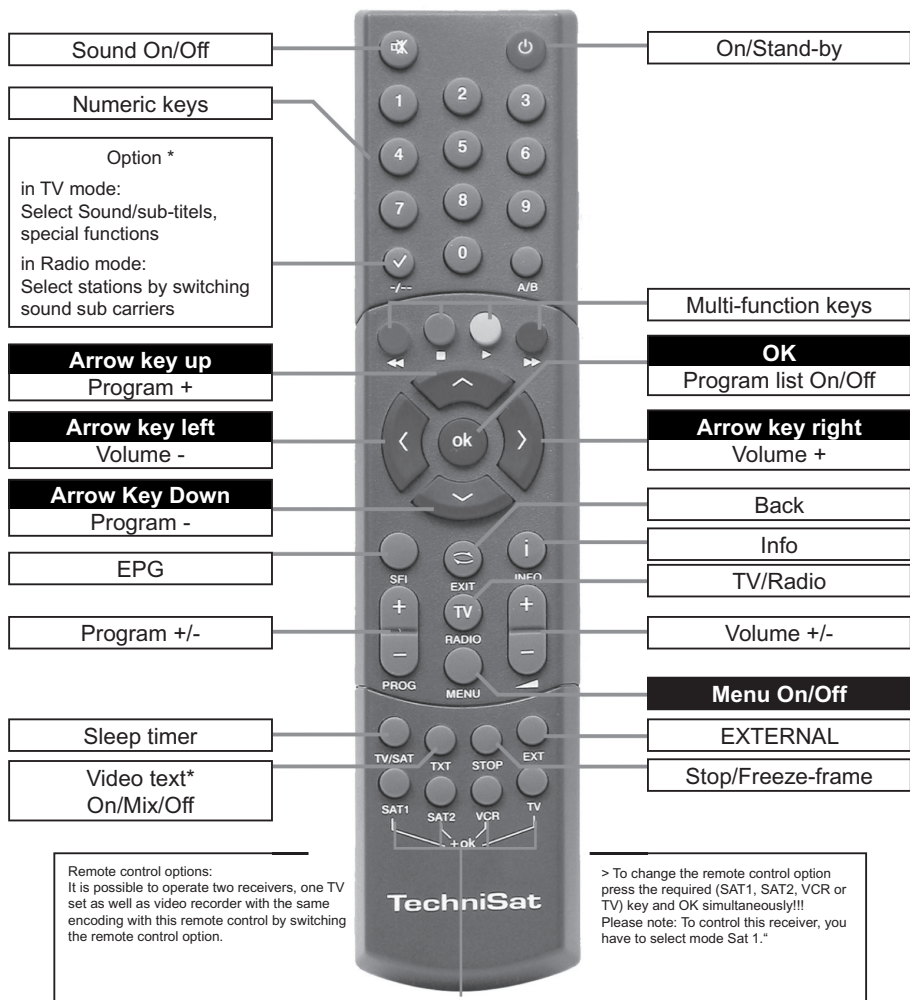 Sound On/Off
On/Stand-by
Numeric keys
Option *
in TV mode:
Select Sound/sub-titels,
special functions
in Radio mode:
Select stations by switching
sound sub carriers
Arrow key up
Program +
Arrow key left
Volume -
Arrow Key Down
Program -
EPG
Program +/-
Sleep timer
Video text*
On/Mix/Off
1 2 3
4 5 6
7 8 9
0
-/-- A/B
ok
SFI EXIT i INFO
+ TV +
RADIO
- -
PROG MENU
TV/SAT TXT STOP EXT
SAT1 SAT2 VCR TV
+ok
TechniSat
Multi-function keys
OK
Program list On/Off
Arrow key right
Volume +
Back
Info
TV/Radio
Volume +/-
Menu On/Off
EXTERNAL
Stop/Freeze-frame
Remote control options:
It is possible to operate two receivers, one TV
set as well as video recorder with the same
encoding with this remote control by switching
the remote control option.
> To change the remote control option
press the required (SAT1, SAT2, VCR or
TV) key and OK simultaneously!!!
Please note: To control this receiver, you
have to select mode Sat 1.“